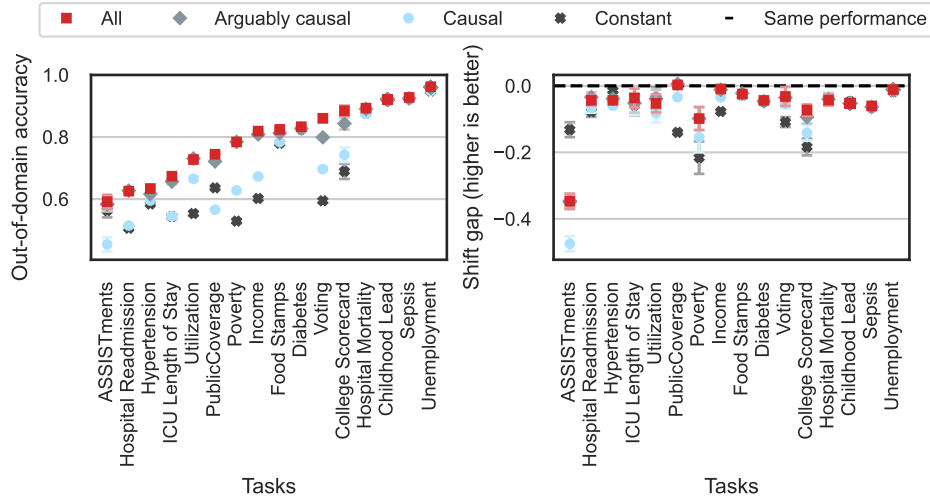 All Arguably causal Causal Constant Same performance
Out-of-domain accuracy
1.0
0.8
0.6
ASSISTments
Hospital Readmission
Hypertension
ICU Length of Stay
Utilization
PublicCoverage
Poverty
Income
Food Stamps
Diabetes
Voting
College Scorecard
Hospital Mortality
Childhood Lead
Sepsis
Unemployment
Tasks
Shift gap (higher is better)
0.0
−0.2
−0.4
ASSISTments
Hospital Readmission
Hypertension
ICU Length of Stay
Utilization
PublicCoverage
Poverty
Income
Food Stamps
Diabetes
Voting
College Scorecard
Hospital Mortality
Childhood Lead
Sepsis
Unemployment
Tasks